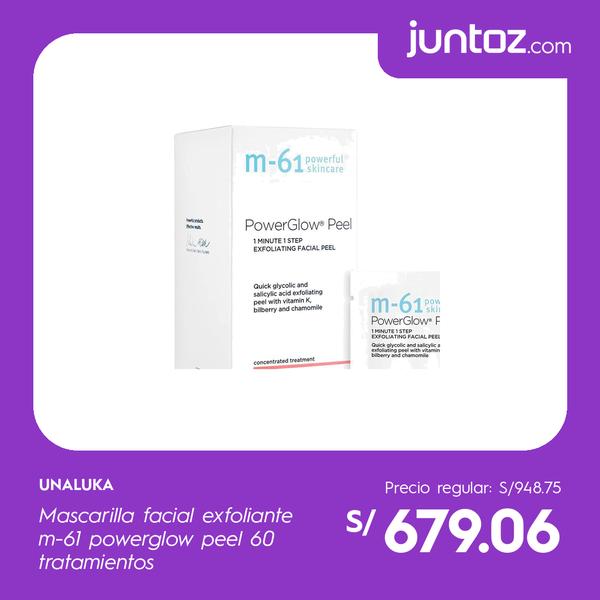 juntoz.com
m-61 powerful®
skincare
PowerGlow® Peel
1 MINUTE 1 STEP
EXFOLIATING FACIAL PEEL
Quick glycolic and
salicylic acid exfoliating
peel with vitamin K,
bilberry and chamomile
concentrated treatment
m-61 pow
skin
PowerGlow® P
1 MINUTE 1 STEP
EXFOLIATING FACIAL PEEL
Quick glycolic and salicylic a
exfoliating peel with vitamin
bilberry and chamomile
UNALUKA
Mascarilla facial exfoliante
m-61 powerglow peel 60
tratamientos
Precio regular: S/948.75
S/ 679.06